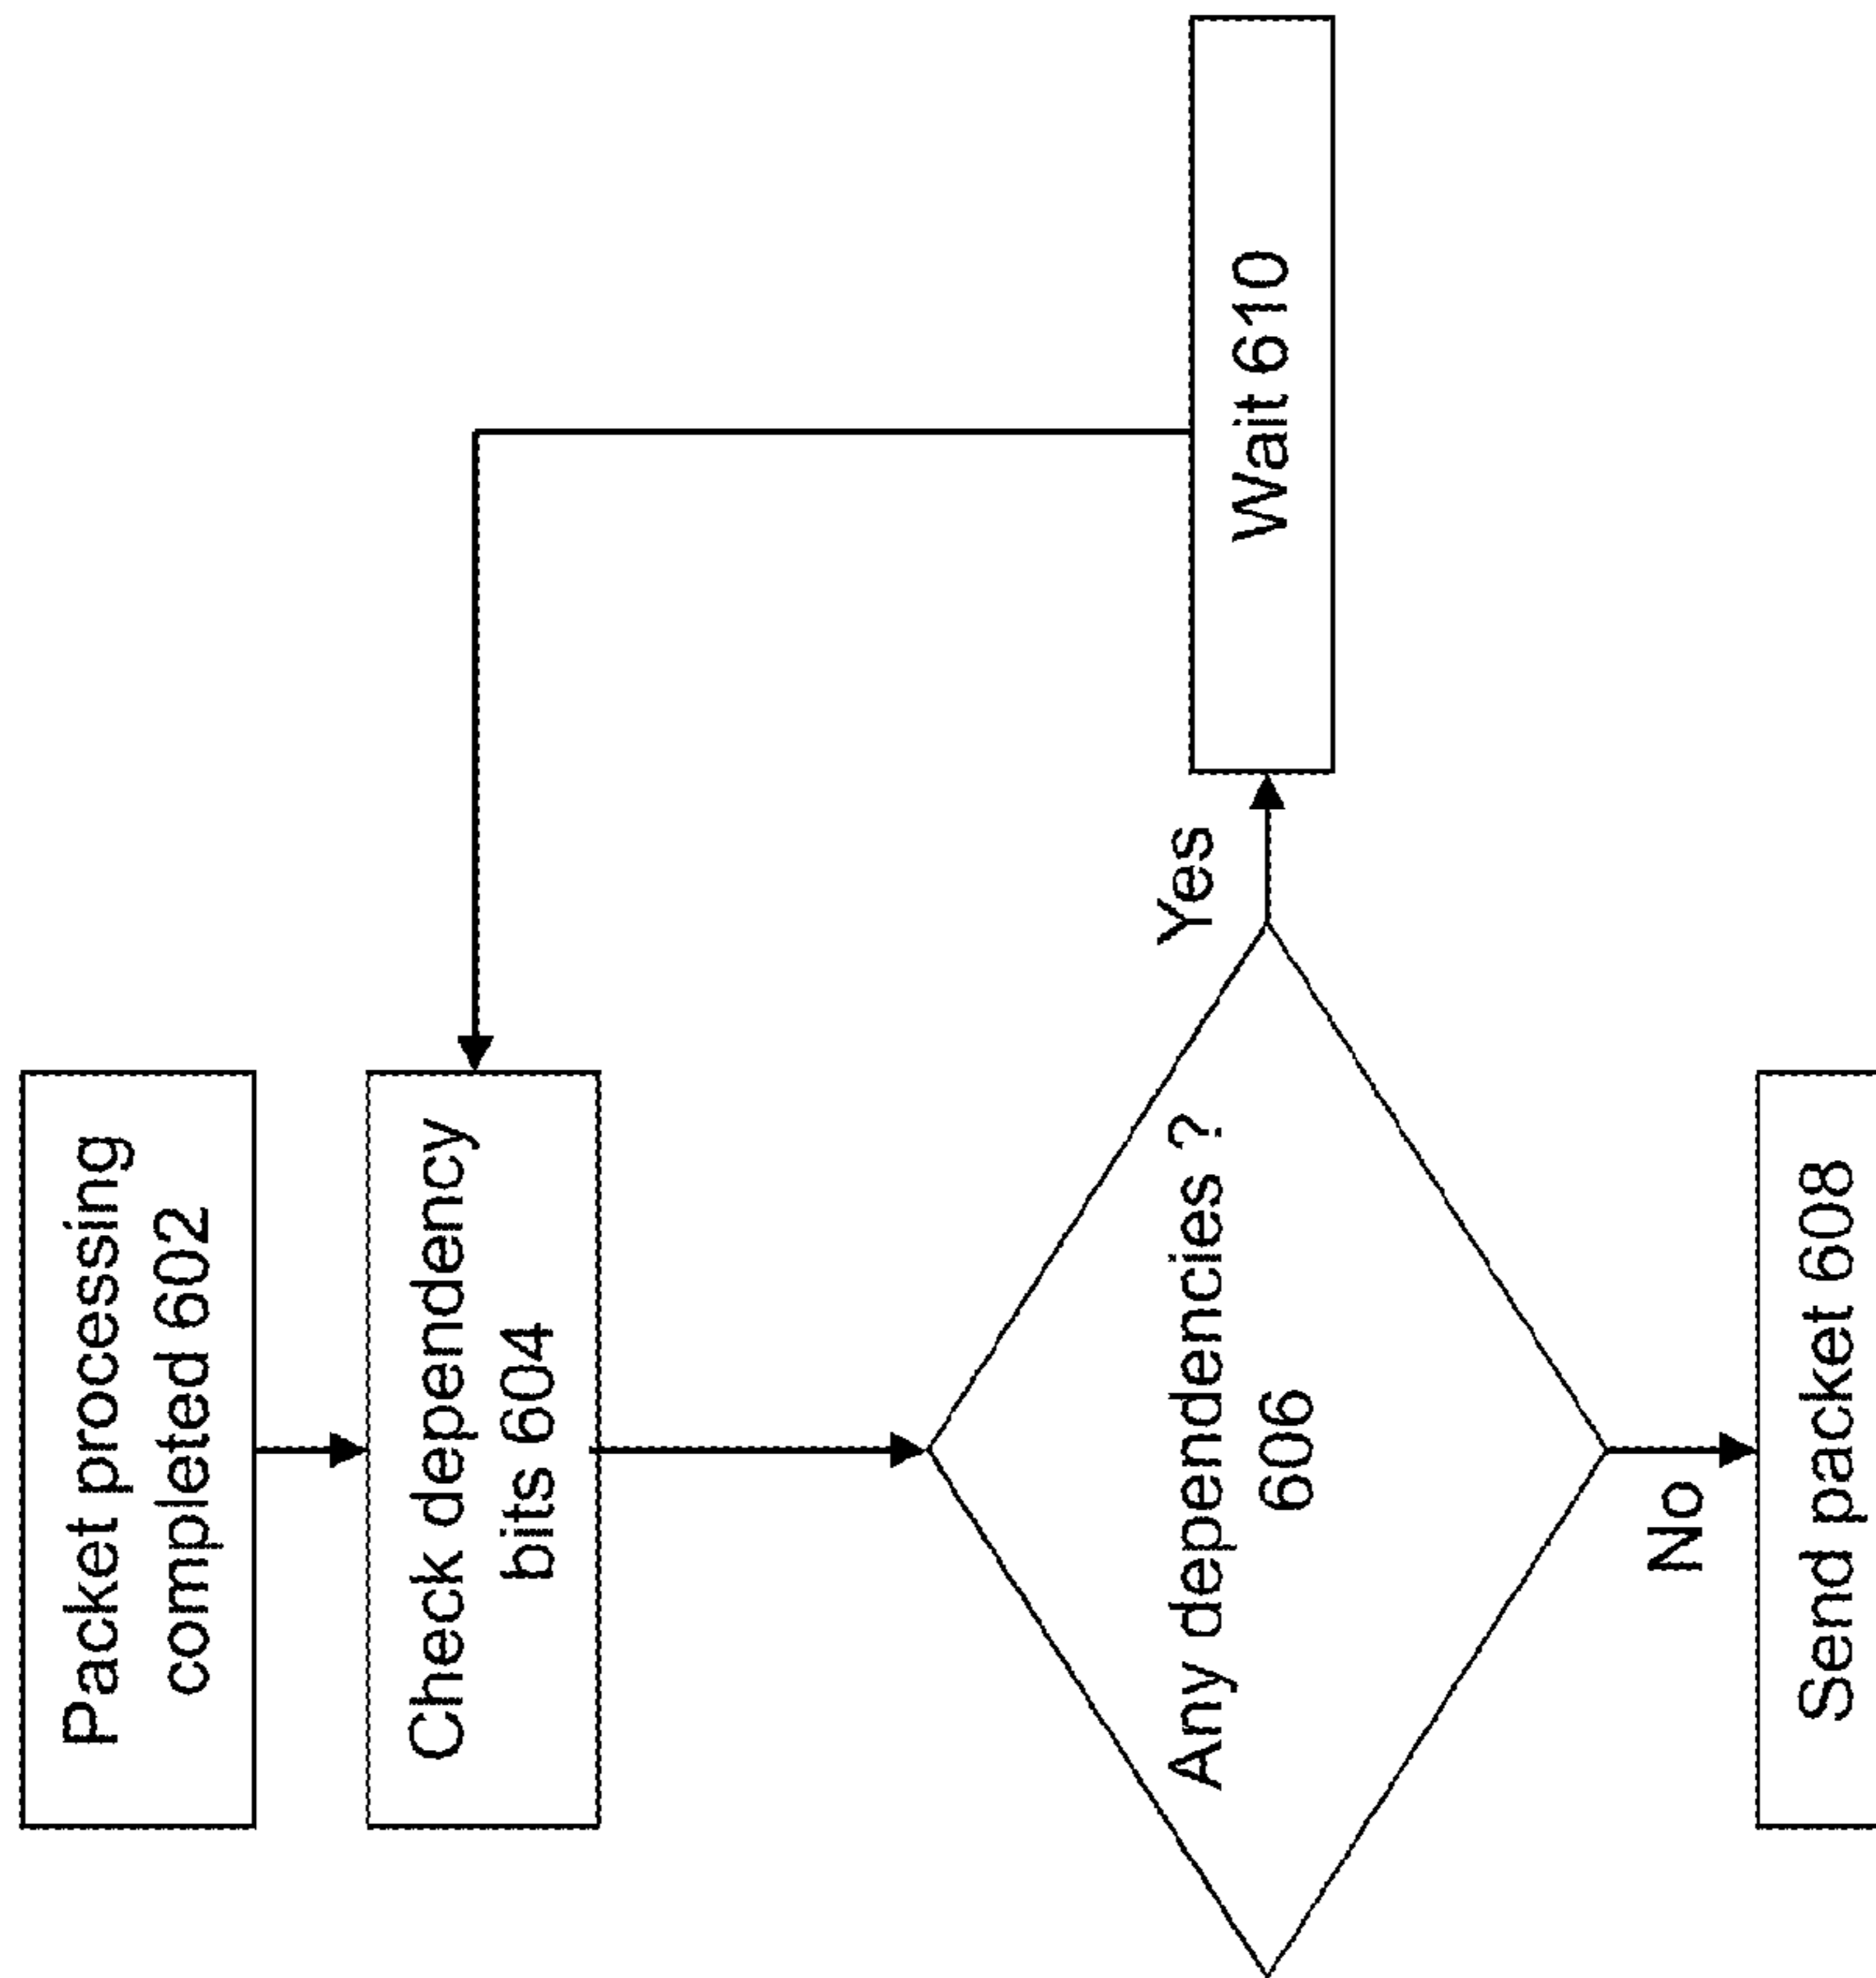 Packet processing
completed 602
Check dependency
bits 604
Any dependencies ?
606
Yes
Wait 610
No
Send packet 608